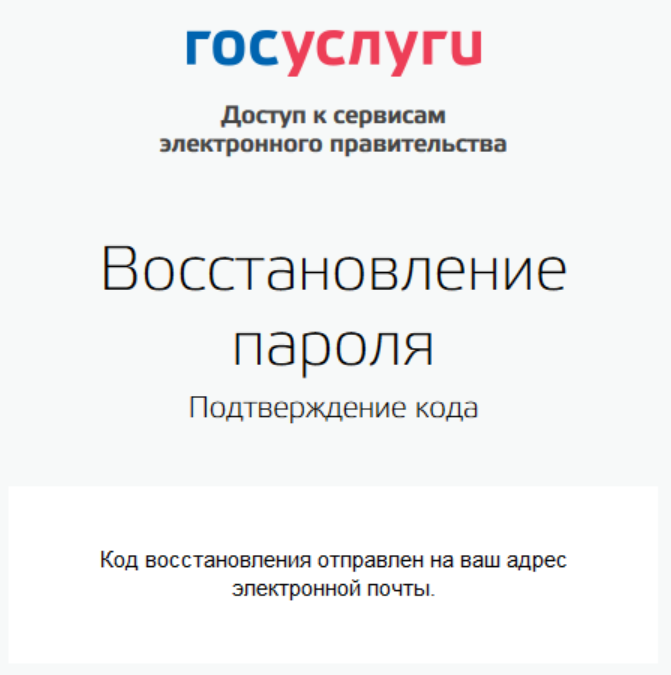 госуслуги
Доступ к сервисам
электронного правительства
Восстановление
пароля
Подтверждение кода
Код восстановления отправлен на ваш адрес
электронной почты.